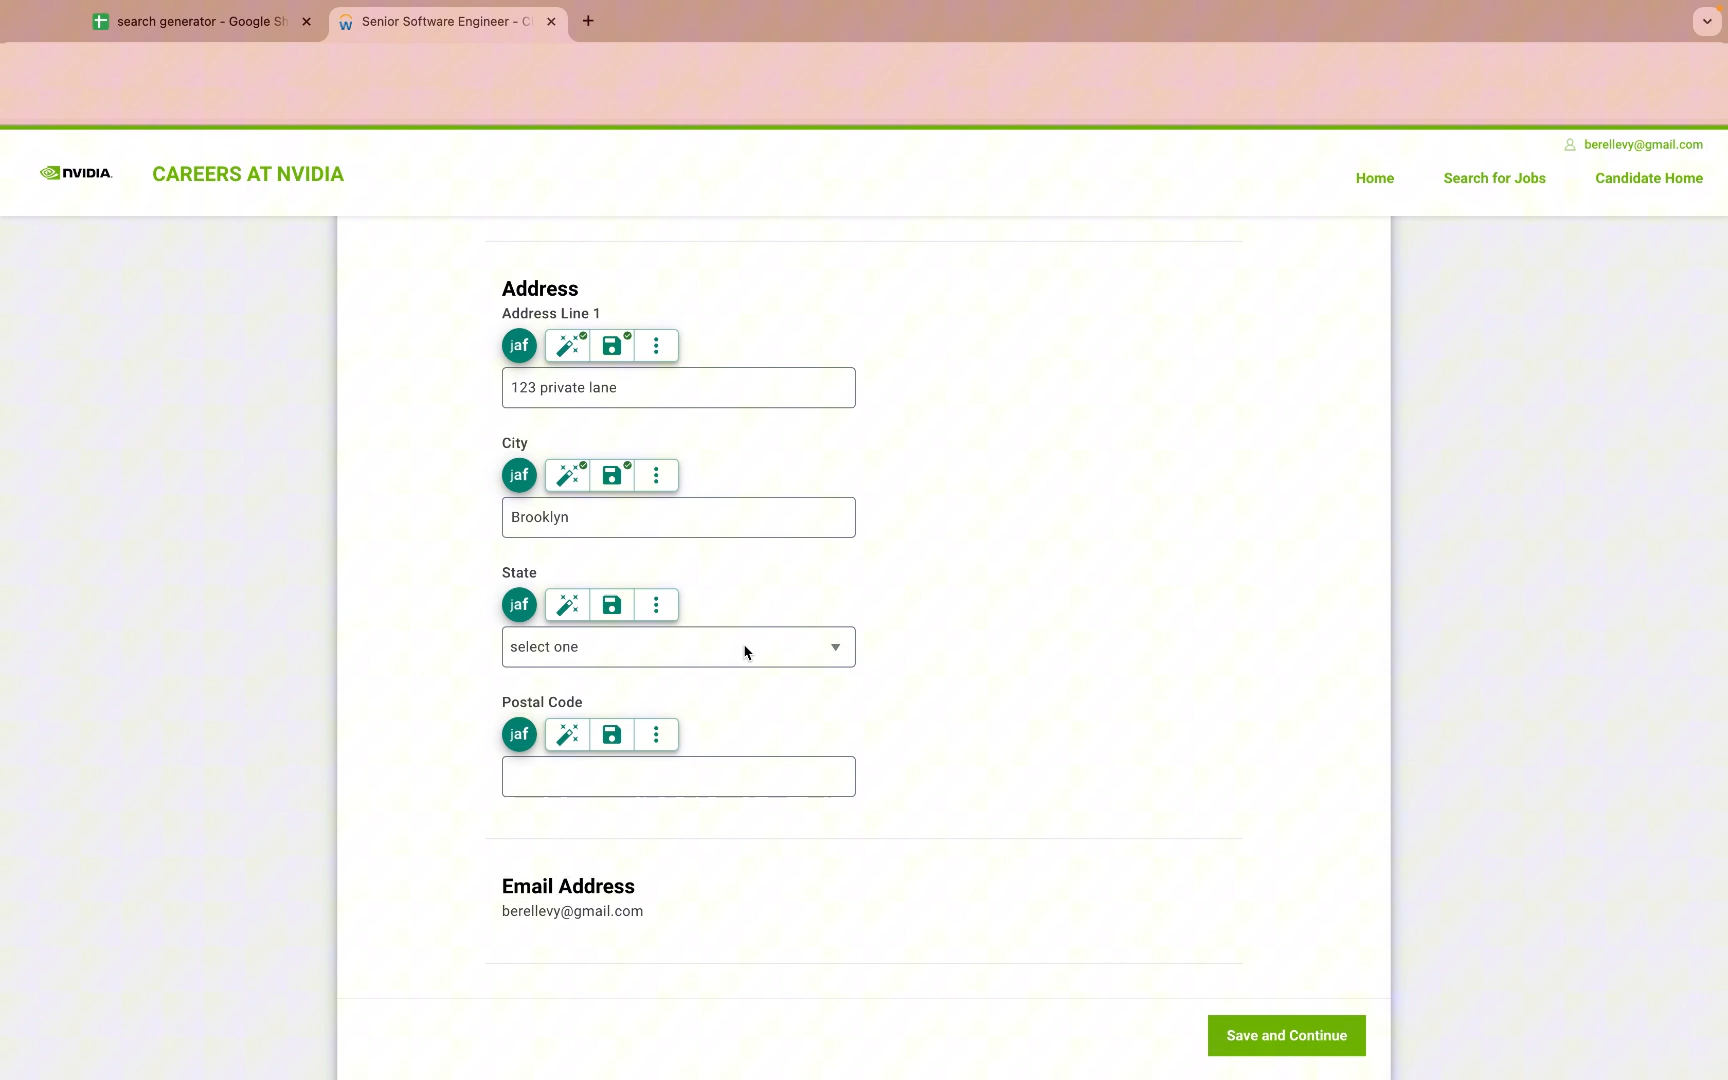 search generator - Google Sh
Senior Software Engineer - C
berellevy@gmail.com
NVIDIA.
CAREERS AT NVIDIA
Home
Search for Jobs
Candidate Home
Address
Address Line 1
jaf
123 private lane
City
jaf
Brooklyn
State
jaf
select one
Postal Code
jaf
Email Address
berellevy@gmail.com
Save and Continue